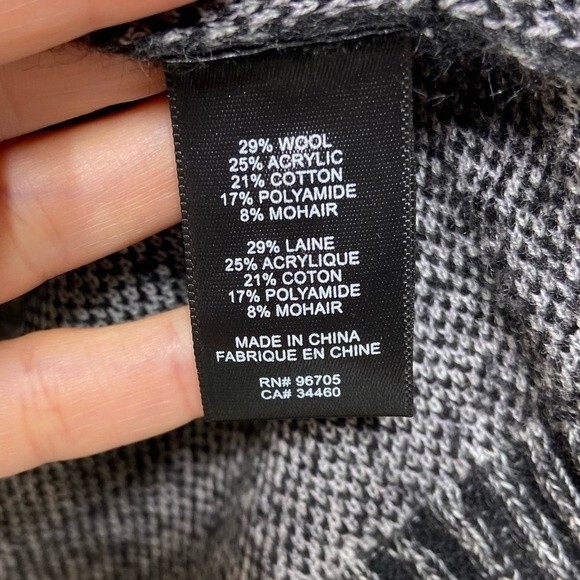 29% WOOL
25% ACRYLIC
21% COTTON
17% POLYAMIDE
8% MOHAIR
29% LAINE
25% ACRYLIQUE
21% COTON
17% POLYAMIDE
8% MOHAIR
MADE IN CHINA
FABRIQUE EN CHINE
RN# 96705
CA# 34460